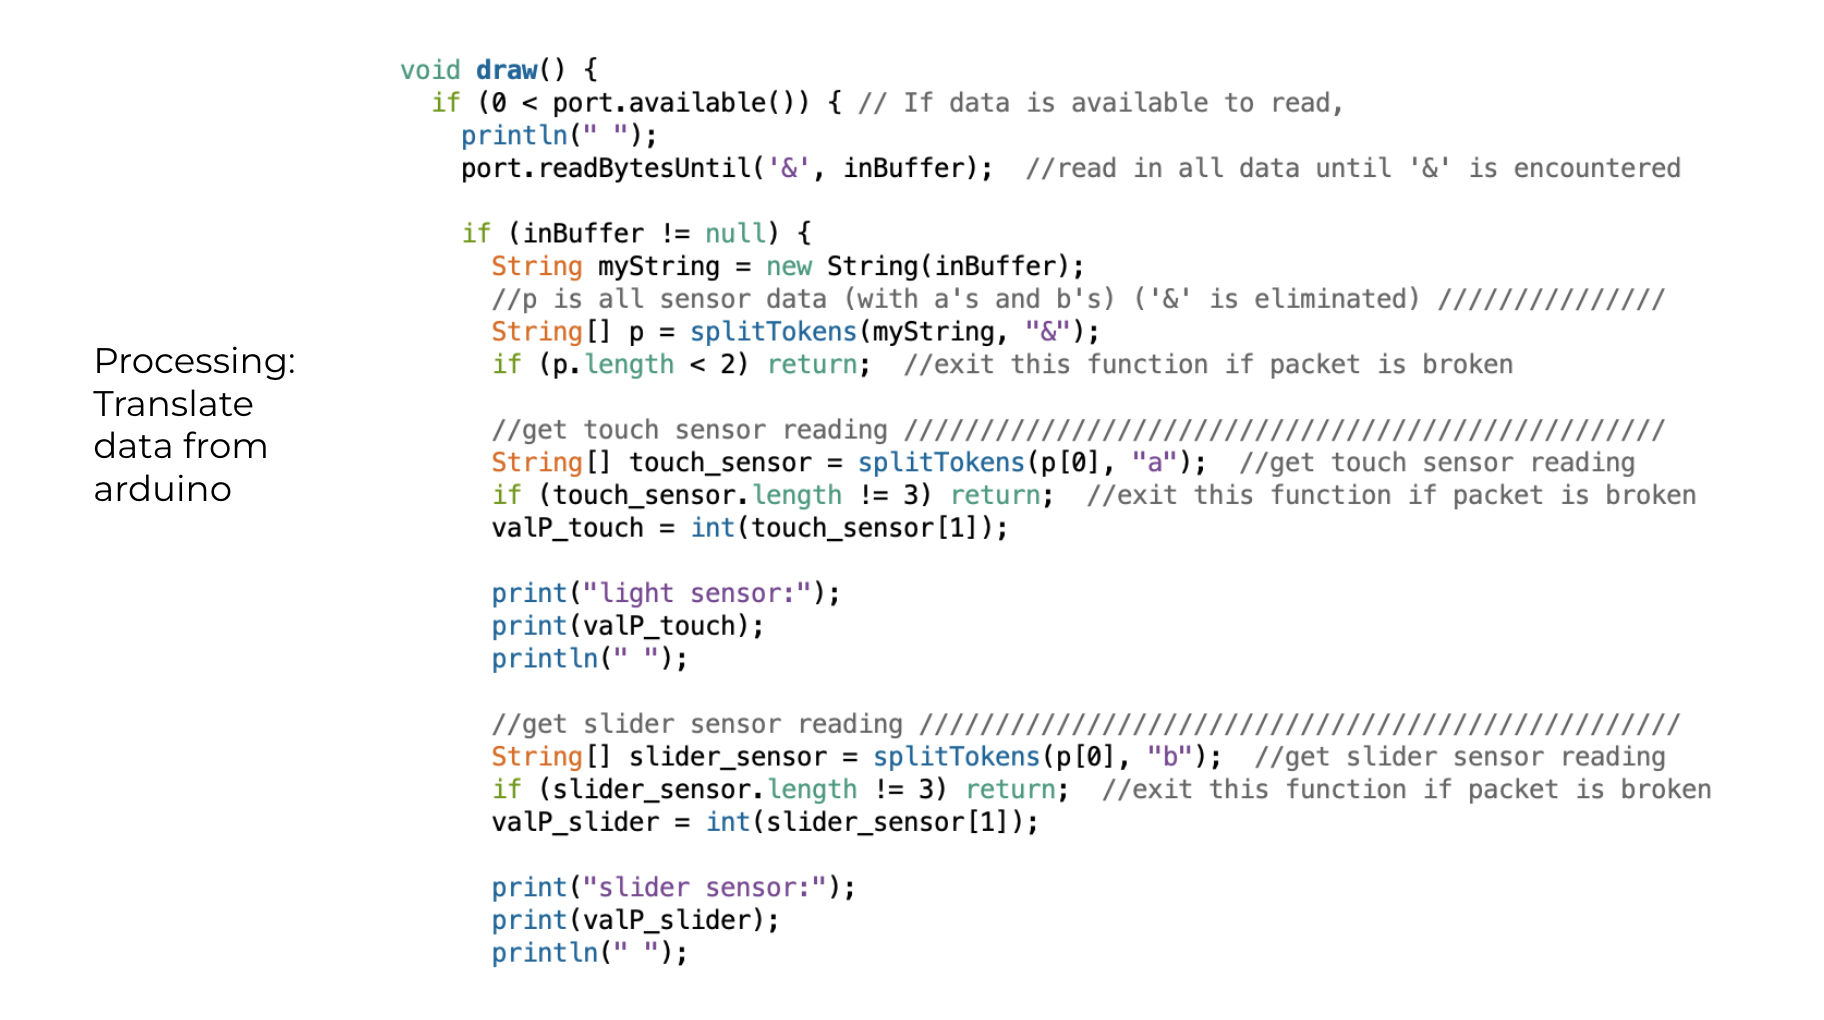 Processing:
Translate
data from
arduino
void draw() {
  if (0 < port.available()) { // If data is available to read,
    println(" ");
    port.readBytesUntil('&', inBuffer);  //read in all data until '&' is encountered

    if (inBuffer != null) {
      String myString = new String(inBuffer);
      //p is all sensor data (with a's and b's) ('&' is eliminated) ///////////////
      String[] p = splitTokens(myString, "&");
      if (p.length < 2) return;  //exit this function if packet is broken

      //get touch sensor reading //////////////////////////////////////////////////
      String[] touch_sensor = splitTokens(p[0], "a");  //get touch sensor reading
      if (touch_sensor.length != 3) return;  //exit this function if packet is broken
      valP_touch = int(touch_sensor[1]);

      print("light sensor:");
      print(valP_touch);
      println(" ");

      //get slider sensor reading //////////////////////////////////////////////////
      String[] slider_sensor = splitTokens(p[0], "b");  //get slider sensor reading
      if (slider_sensor.length != 3) return;  //exit this function if packet is broken
      valP_slider = int(slider_sensor[1]);

      print("slider sensor:");
      print(valP_slider);
      println(" ");